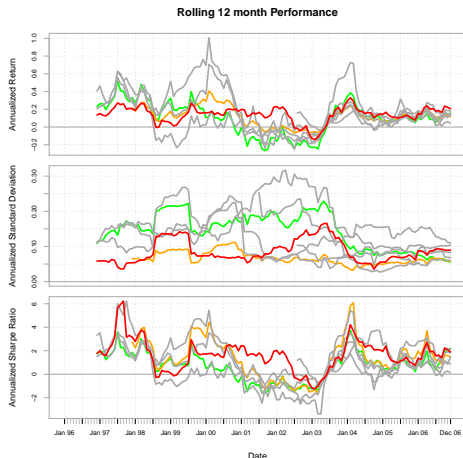 Rolling 12 month Performance
Annualized Return
1.0
0.8
0.6
0.4
0.2
-0.2
Annualized Standard Deviation
0.30
0.20
0.10
0.00
Annualized Sharpe Ratio
6
4
2
0
-2
Jan 96 Jan 97 Jan 98 Jan 99 Jan 00 Jan 01 Jan 02 Jan 03 Jan 04 Jan 05 Jan 06 Dec 06
Date